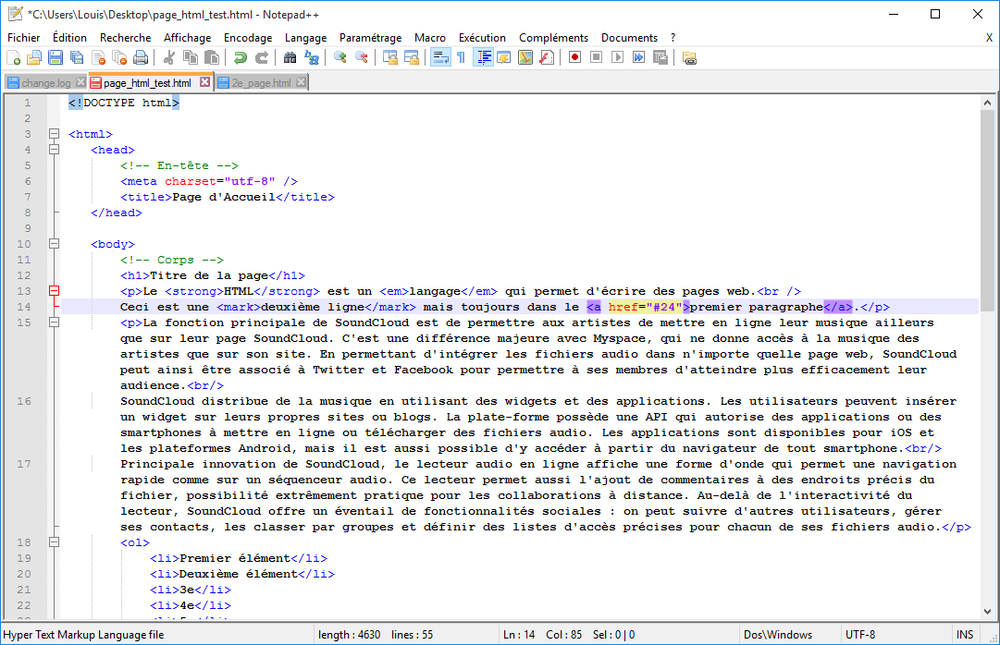 *C:\Users\Louis\Desktop\page_html_test.html - Notepad++
Fichier Édition Recherche Affichage Encodage Langage Paramétrage Macro Exécution Compléments Documents ? X
change.log page_html_test.html 2e_page.html
1 <!DOCTYPE html>
2
3 <html>
4 <head>
5 <!-- En-tête -->
6 <meta charset="utf-8" />
7 <title>Page d'Accueil</title>
8 </head>
9
10 <body>
11 <!-- Corps -->
12 <h1>Titre de la page</h1>
13 <p>Le <strong>HTML</strong> est un <em>langage</em> qui permet d'écrire des pages web.<br />
14 Ceci est une <mark>deuxième ligne</mark> mais toujours dans le <a href="#24">premier paragraphe</a>.</p>
15 <p>La fonction principale de SoundCloud est de permettre aux artistes de mettre en ligne leur musique ailleurs
que sur leur page SoundCloud. C'est une différence majeure avec Myspace, qui ne donne accès à la musique des
artistes que sur son site. En permettant d'intégrer les fichiers audio dans n'importe quelle page web, SoundCloud
peut ainsi être associé à Twitter et Facebook pour permettre à ses membres d'atteindre plus efficacement leur
audience.<br/>
16 SoundCloud distribue de la musique en utilisant des widgets et des applications. Les utilisateurs peuvent insérer
un widget sur leurs propres sites ou blogs. La plate-forme possède une API qui autorise des applications ou des
smartphones à mettre en ligne ou télécharger des fichiers audio. Les applications sont disponibles pour iOS et
les plateformes Android, mais il est aussi possible d'y accéder à partir du navigateur de tout smartphone.<br/>
17 Principale innovation de SoundCloud, le lecteur audio en ligne affiche une forme d'onde qui permet une navigation
rapide comme sur un séquenceur audio. Ce lecteur permet aussi l'ajout de commentaires à des endroits précis du
fichier, possibilité extrêmement pratique pour les collaborations à distance. Au-delà de l'interactivité du
lecteur, SoundCloud offre un éventail de fonctionnalités sociales : on peut suivre d'autres utilisateurs, gérer
ses contacts, les classer par groupes et définir des listes d'accès précises pour chacun de ses fichiers audio.</p>
18 <ol>
19 <li>Premier élément</li>
20 <li>Deuxième élément</li>
21 <li>3e</li>
22 <li>4e</li>
Hyper Text Markup Language file length : 4630 lines : 55 Ln : 14 Col : 85 Sel : 0 | 0 Dos\Windows UTF-8 INS